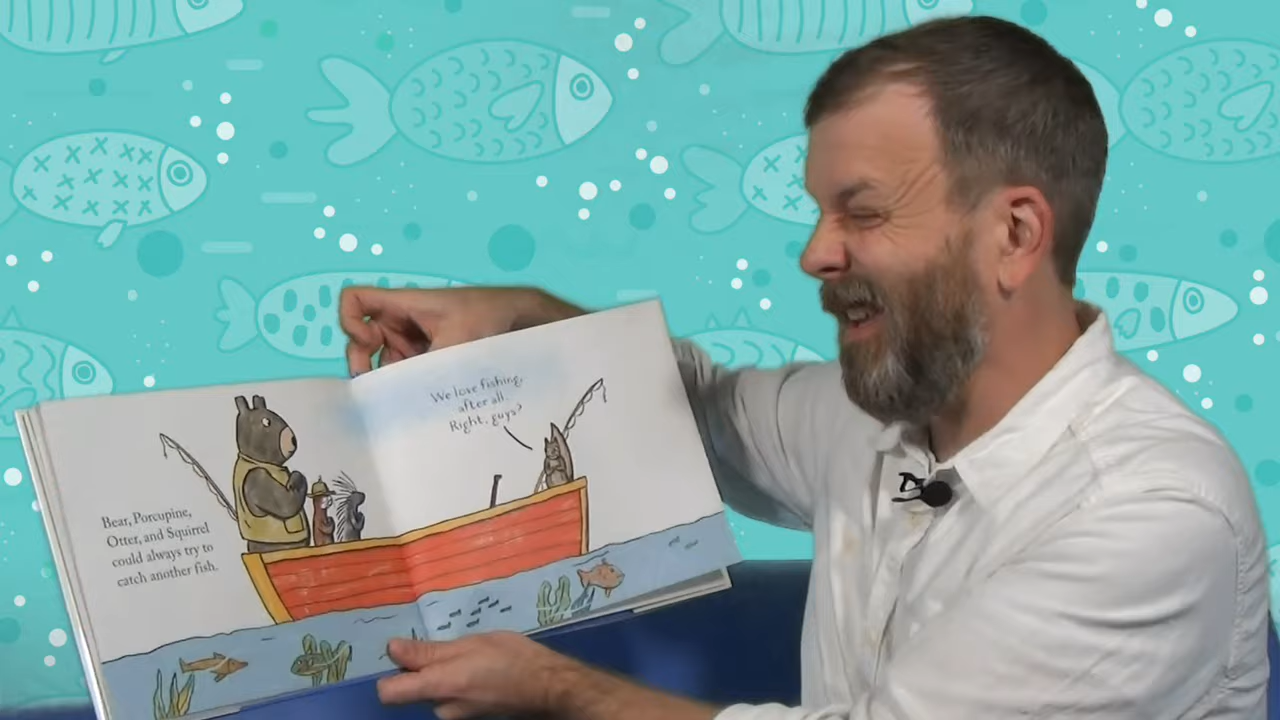 Bear, Porcupine,
Otter, and Squirrel
could always try to
catch another fish.
We love fishing,
after all.
Right, guys?